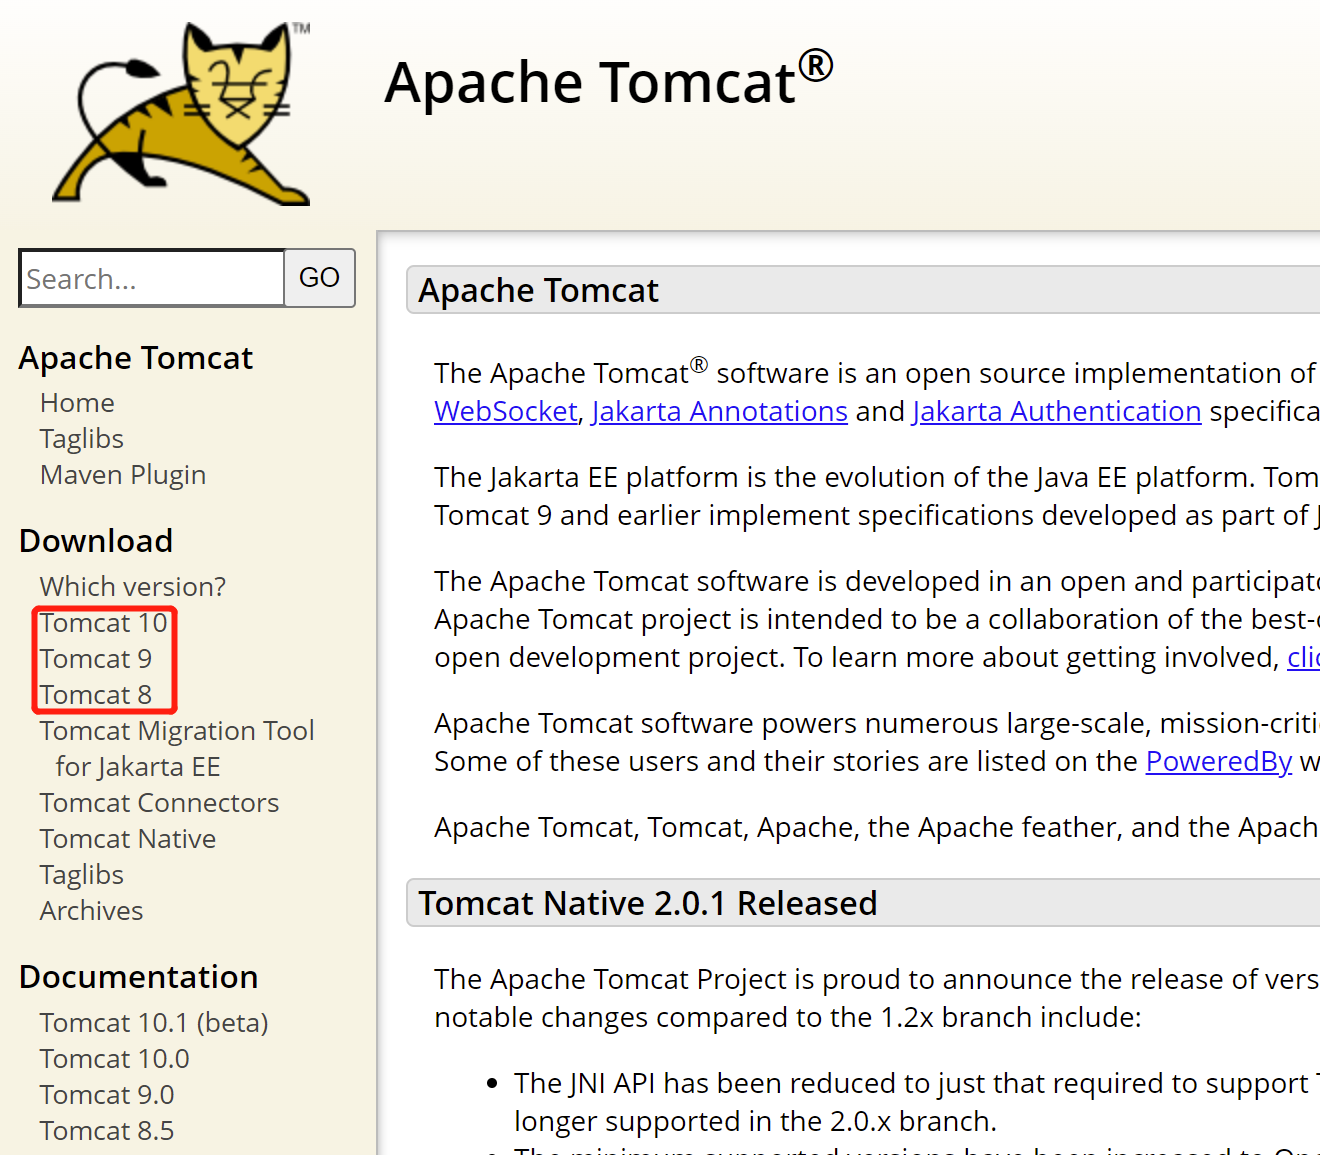 TM
Apache Tomcat®
Search...
GO
Apache Tomcat
Home
Taglibs
Maven Plugin
Download
Which version?
Tomcat 10
Tomcat 9
Tomcat 8
Tomcat Migration Tool
for Jakarta EE
Tomcat Connectors
Tomcat Native
Taglibs
Archives
Documentation
Tomcat 10.1 (beta)
Tomcat 10.0
Tomcat 9.0
Tomcat 8.5
Apache Tomcat
The Apache Tomcat® software is an open source implementation of
WebSocket, Jakarta Annotations and Jakarta Authentication specifica
The Jakarta EE platform is the evolution of the Java EE platform. Tom
Tomcat 9 and earlier implement specifications developed as part of J
The Apache Tomcat software is developed in an open and participato
Apache Tomcat project is intended to be a collaboration of the best-o
open development project. To learn more about getting involved, clic
Apache Tomcat software powers numerous large-scale, mission-criti
Some of these users and their stories are listed on the PoweredBy w
Apache Tomcat, Tomcat, Apache, the Apache feather, and the Apach
Tomcat Native 2.0.1 Released
The Apache Tomcat Project is proud to announce the release of vers
notable changes compared to the 1.2x branch include:
• The JNI API has been reduced to just that required to support T
longer supported in the 2.0.x branch.
• The minimum supported versions have been increased to Ope